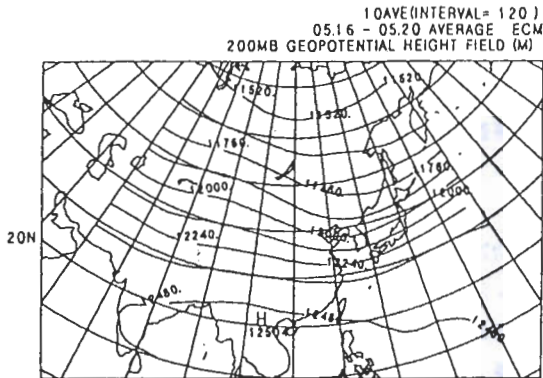 10AVE(INTERVAL= 120)
05.16 - 05.20 AVERAGE ECM
200MB GEOPOTENTIAL HEIGHT FIELD (M)
11520.
11520.
11520.
11760.
11760.
12000.
12000.
12240.
12240.
20N
12480.
H
12504.